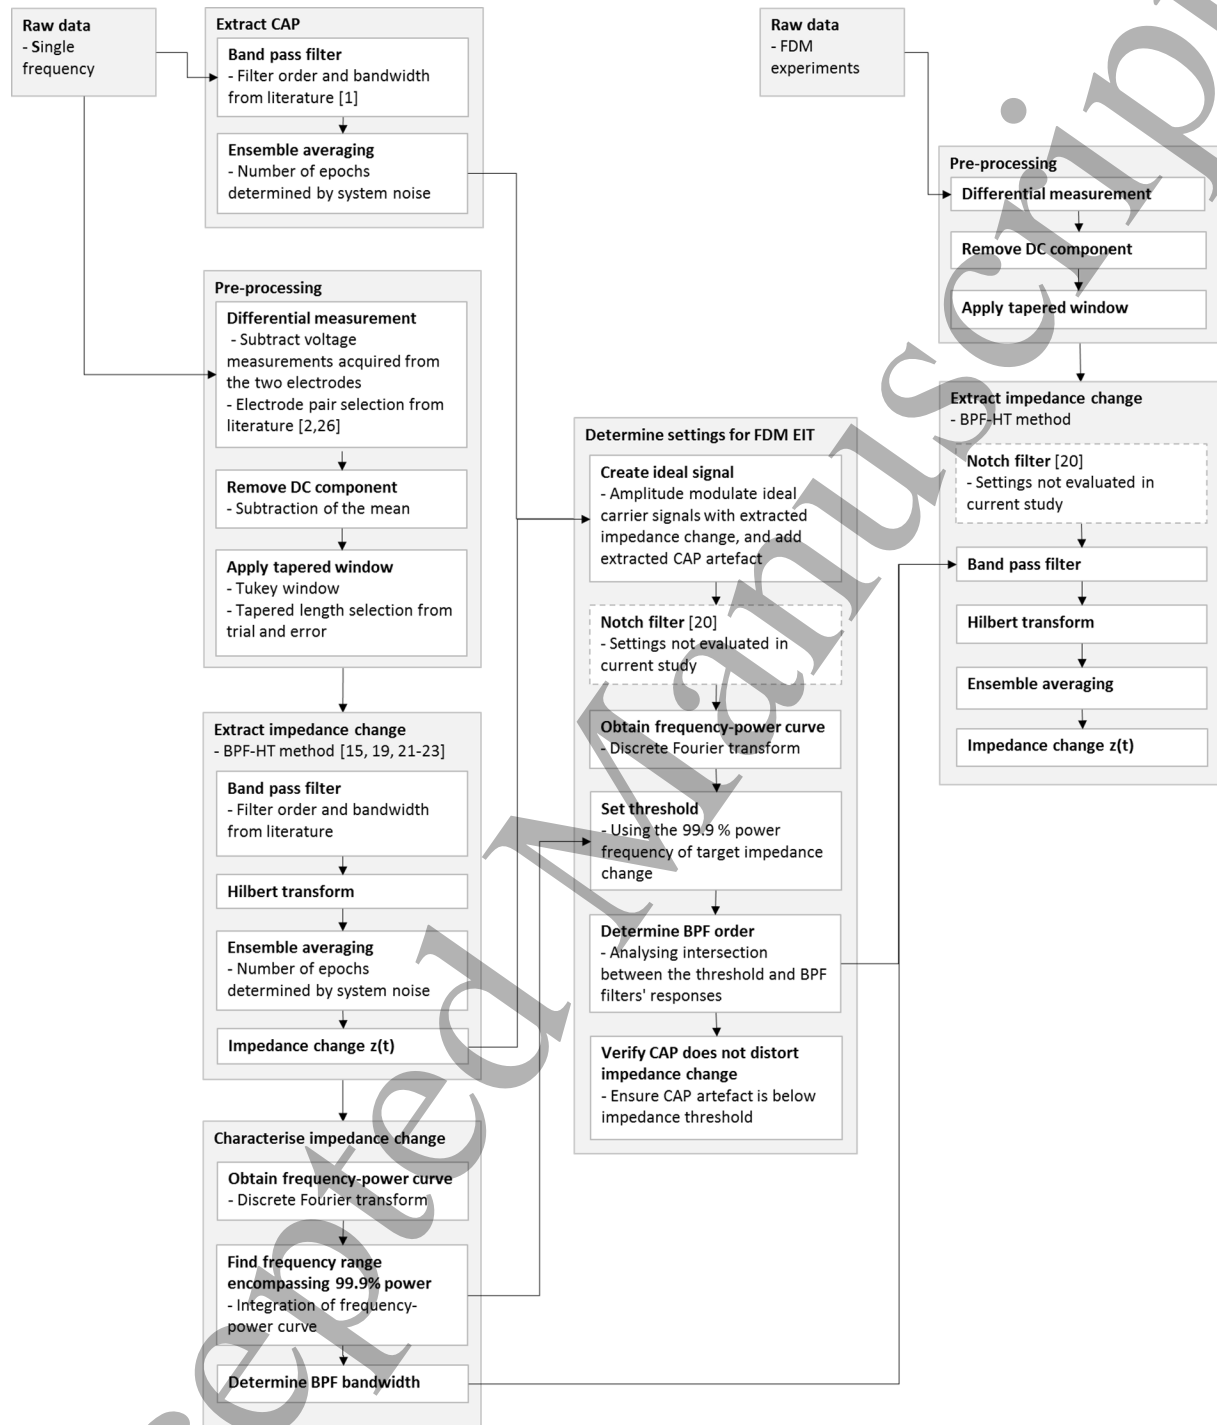 Raw data
- Single
frequency
Extract CAP
Band pass filter
- Filter order and bandwidth
from literature [1]
Ensemble averaging
- Number of epochs
determined by system noise
Pre-processing
Differential measurement
- Subtract voltage
measurements acquired from
the two electrodes
- Electrode pair selection from
literature [2,26]
Remove DC component
- Subtraction of the mean
Apply tapered window
- Tukey window
- Tapered length selection from
trial and error
Extract impedance change
- BPF-HT method [15, 19, 21-23]
Band pass filter
- Filter order and bandwidth
from literature
Hilbert transform
Ensemble averaging
- Number of epochs
determined by system noise
Impedance change z(t)
Characterise impedance change
Obtain frequency-power curve
- Discrete Fourier transform
Find frequency range
encompassing 99.9% power
- Integration of frequency-
power curve
Determine BPF bandwidth
Determine settings for FDM EIT
Create ideal signal
- Amplitude modulate ideal
carrier signals with extracted
impedance change, and add
extracted CAP artefact
Notch filter [20]
- Settings not evaluated in
current study
Obtain frequency-power curve
- Discrete Fourier transform
Set threshold
- Using the 99.9 % power
frequency of target impedance
change
Determine BPF order
- Analysing intersection
between the threshold and BPF
filters' responses
Verify CAP does not distort
impedance change
- Ensure CAP artefact is below
impedance threshold
Raw data
- FDM
experiments
Pre-processing
Differential measurement
Remove DC component
Apply tapered window
Extract impedance change
- BPF-HT method
Notch filter [20]
- Settings not evaluated in
current study
Band pass filter
Hilbert transform
Ensemble averaging
Impedance change z(t)
epted Manuscrip